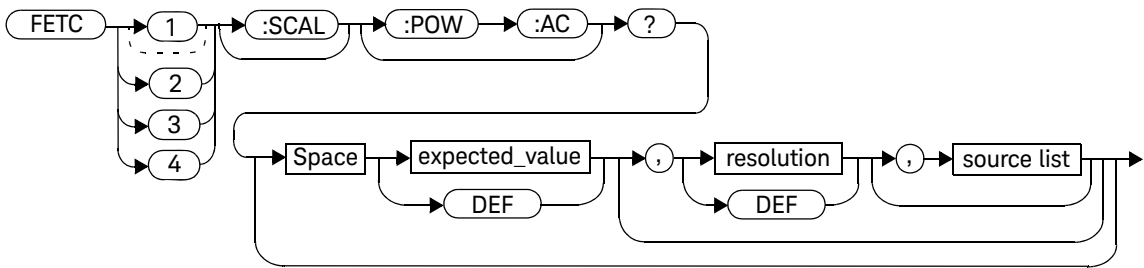 FETC 1 :SCAL :POW :AC ?
2
3
4
Space expected_value , resolution , source list
DEF DEF